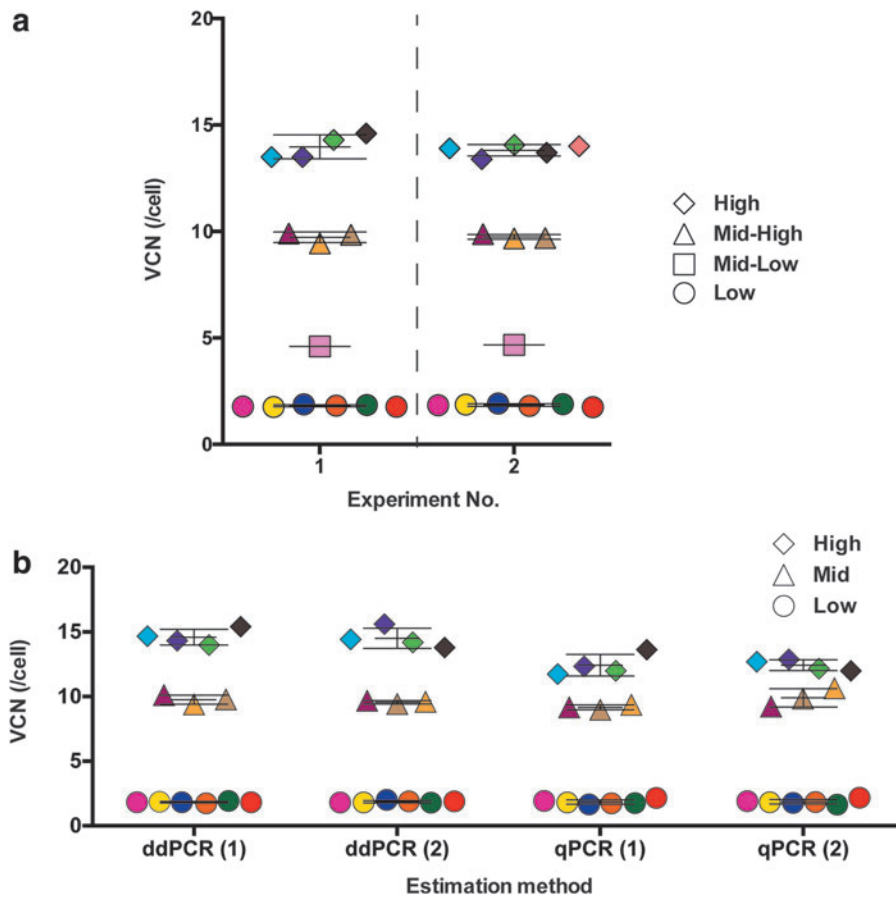 a
20
15
10
5
0
VCN (/cell)
1 2
Experiment No.
High
Mid-High
Mid-Low
Low
b
20
15
10
5
0
VCN (/cell)
High
Mid
Low
ddPCR (1) ddPCR (2) qPCR (1) qPCR (2)
Estimation method